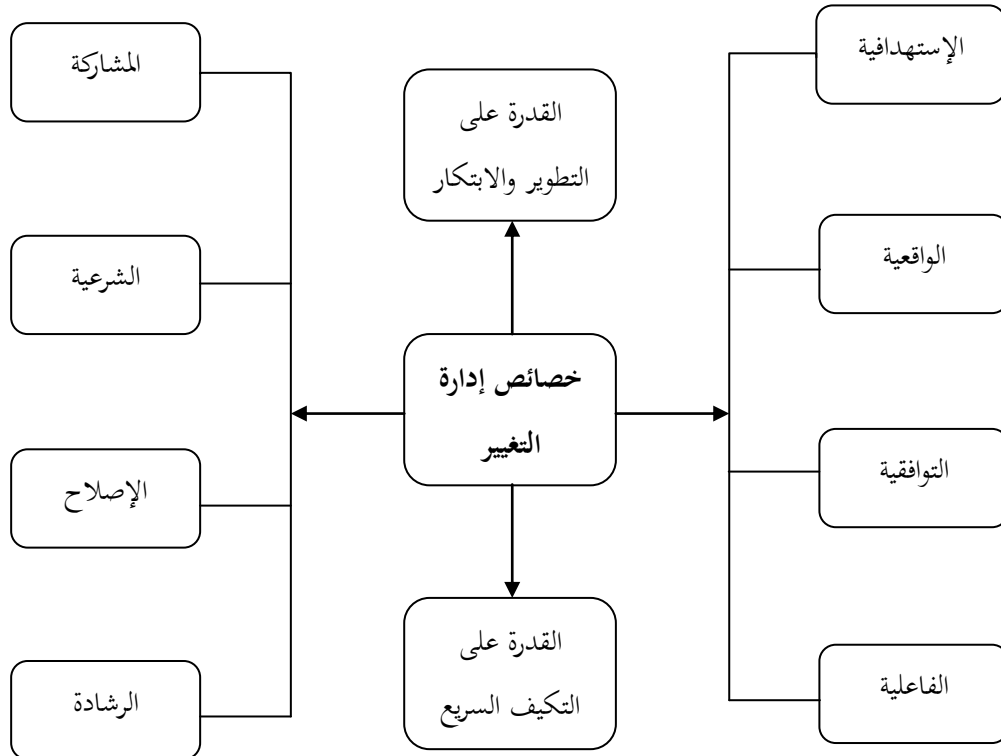 الإستهدافية
المشاركة
القدرة على
التطوير والابتكار
الواقعية
الشرعية
خصائص إدارة
التغيير
التوافقية
الإصلاح
القدرة على
التكيف السريع
الفاعلية
الرشادة